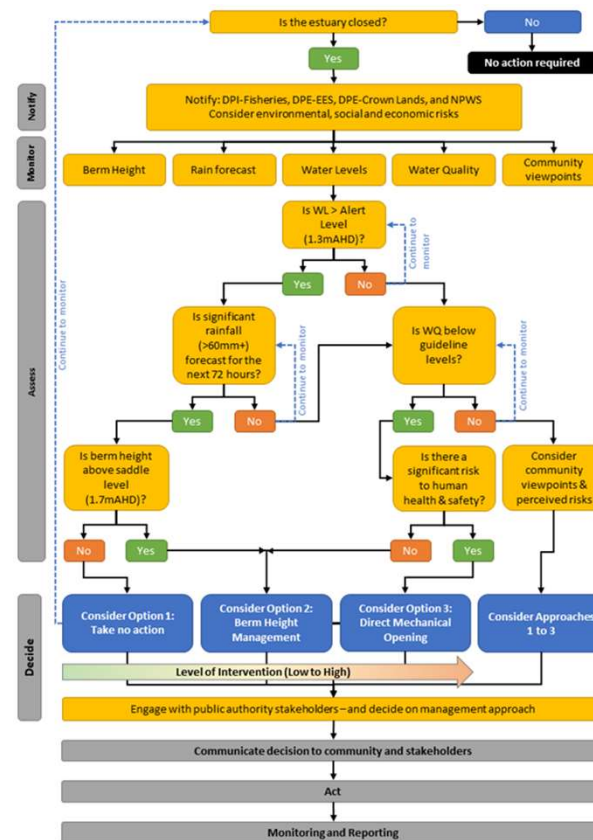 Is the estuary closed?
No
Yes
No action required
Notify
Notify: DPI-Fisheries, DPE-EES, DPE-Crown Lands, and NPWS
Consider environmental, social and economic risks
Monitor
Berm Height
Rain forecast
Water Levels
Water Quality
Community
viewpoints
Assess
Continue to monitor
Is WL > Alert
Level
(1.3mAHD)?
Continue to
monitor
Yes
No
Is significant
rainfall
(>60mm+)
forecast for the
next 72 hours?
Continue to monitor
Is WQ below
guideline
levels?
Continue to monitor
Yes
No
Yes
No
Is berm height
above saddle
level
(1.7mAHD)?
Is there a
significant risk
to human
health & safety?
Consider
community
viewpoints &
perceived risks
No
Yes
No
Yes
Decide
Consider Option 1:
Take no action
Consider Option 2:
Berm Height
Management
Consider Option 3:
Direct Mechanical
Opening
Consider Approaches
1 to 3
Level of Intervention (Low to High)
Engage with public authority stakeholders – and decide on management approach
Communicate decision to community and stakeholders
Act
Monitoring and Reporting